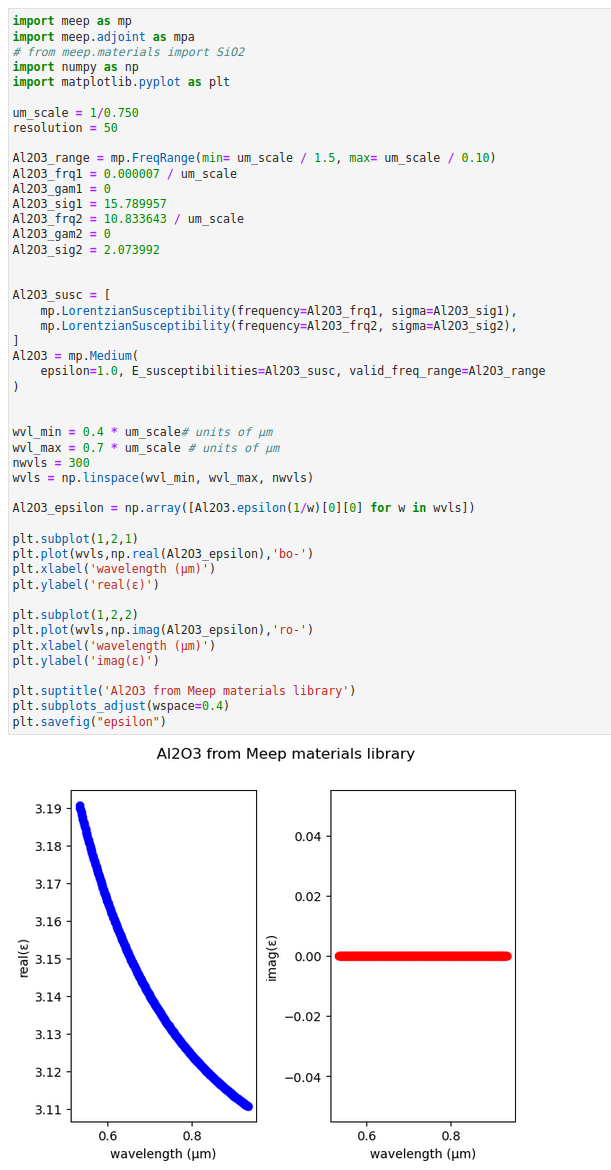 import meep as mp
import meep.adjoint as mpa
# from meep.materials import SiO2
import numpy as np
import matplotlib.pyplot as plt
um_scale = 1/0.750
resolution = 50
Al2O3_range = mp.FreqRange(min= um_scale / 1.5, max= um_scale / 0.10)
Al2O3_frq1 = 0.000007 / um_scale
Al2O3_gam1 = 0
Al2O3_sig1 = 15.789957
Al2O3_frq2 = 10.833643 / um_scale
Al2O3_gam2 = 0
Al2O3_sig2 = 2.073992
Al2O3_susc = [
    mp.LorentzianSusceptibility(frequency=Al2O3_frq1, sigma=Al2O3_sig1),
    mp.LorentzianSusceptibility(frequency=Al2O3_frq2, sigma=Al2O3_sig2),
]
Al2O3 = mp.Medium(
    epsilon=1.0, E_susceptibilities=Al2O3_susc, valid_freq_range=Al2O3_range
)
wvl_min = 0.4 * um_scale# units of μm
wvl_max = 0.7 * um_scale # units of μm
nwvls = 300
wvls = np.linspace(wvl_min, wvl_max, nwvls)
Al2O3_epsilon = np.array([Al2O3.epsilon(1/w)[0][0] for w in wvls])
plt.subplot(1,2,1)
plt.plot(wvls,np.real(Al2O3_epsilon),'bo-')
plt.xlabel('wavelength (μm)')
plt.ylabel('real(ε)')
plt.subplot(1,2,2)
plt.plot(wvls,np.imag(Al2O3_epsilon),'ro-')
plt.xlabel('wavelength (μm)')
plt.ylabel('imag(ε)')
plt.suptitle('Al2O3 from Meep materials library')
plt.subplots_adjust(wspace=0.4)
plt.savefig("epsilon")
Al2O3 from Meep materials library
real(ε)
3.19
3.18
3.17
3.16
3.15
3.14
3.13
3.12
3.11
0.6 0.8
wavelength (μm)
imag(ε)
0.04
0.02
0.00
−0.02
−0.04
0.6 0.8
wavelength (μm)